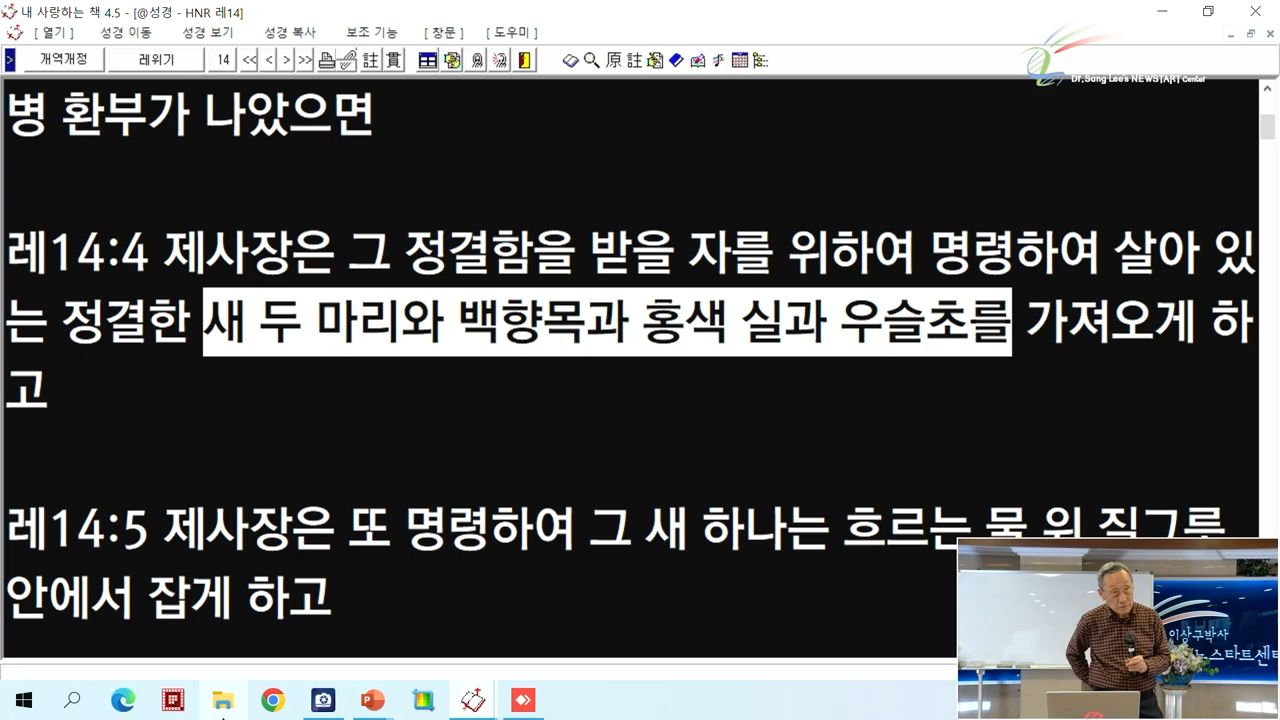 내 사랑하는 책 4.5 - [@성경 - HNR 레14]
[ 열기 ] 성경 이동 성경 보기 성경 복사 보조 기능 [ 창문 ] [ 도우미 ]
> 개역개정 레위기 14 << < > >> 註 貫 原 註
Dr.Sang Lee's NEWSTART Center
병 환부가 나았으면
레14:4 제사장은 그 정결함을 받을 자를 위하여 명령하여 살아 있
는 정결한 새 두 마리와 백향목과 홍색 실과 우슬초를 가져오게 하
고
레14:5 제사장은 또 명령하여 그 새 하나는 흐르는 물 위 질그릇
안에서 잡게 하고
이상구박사
뉴스타트센터